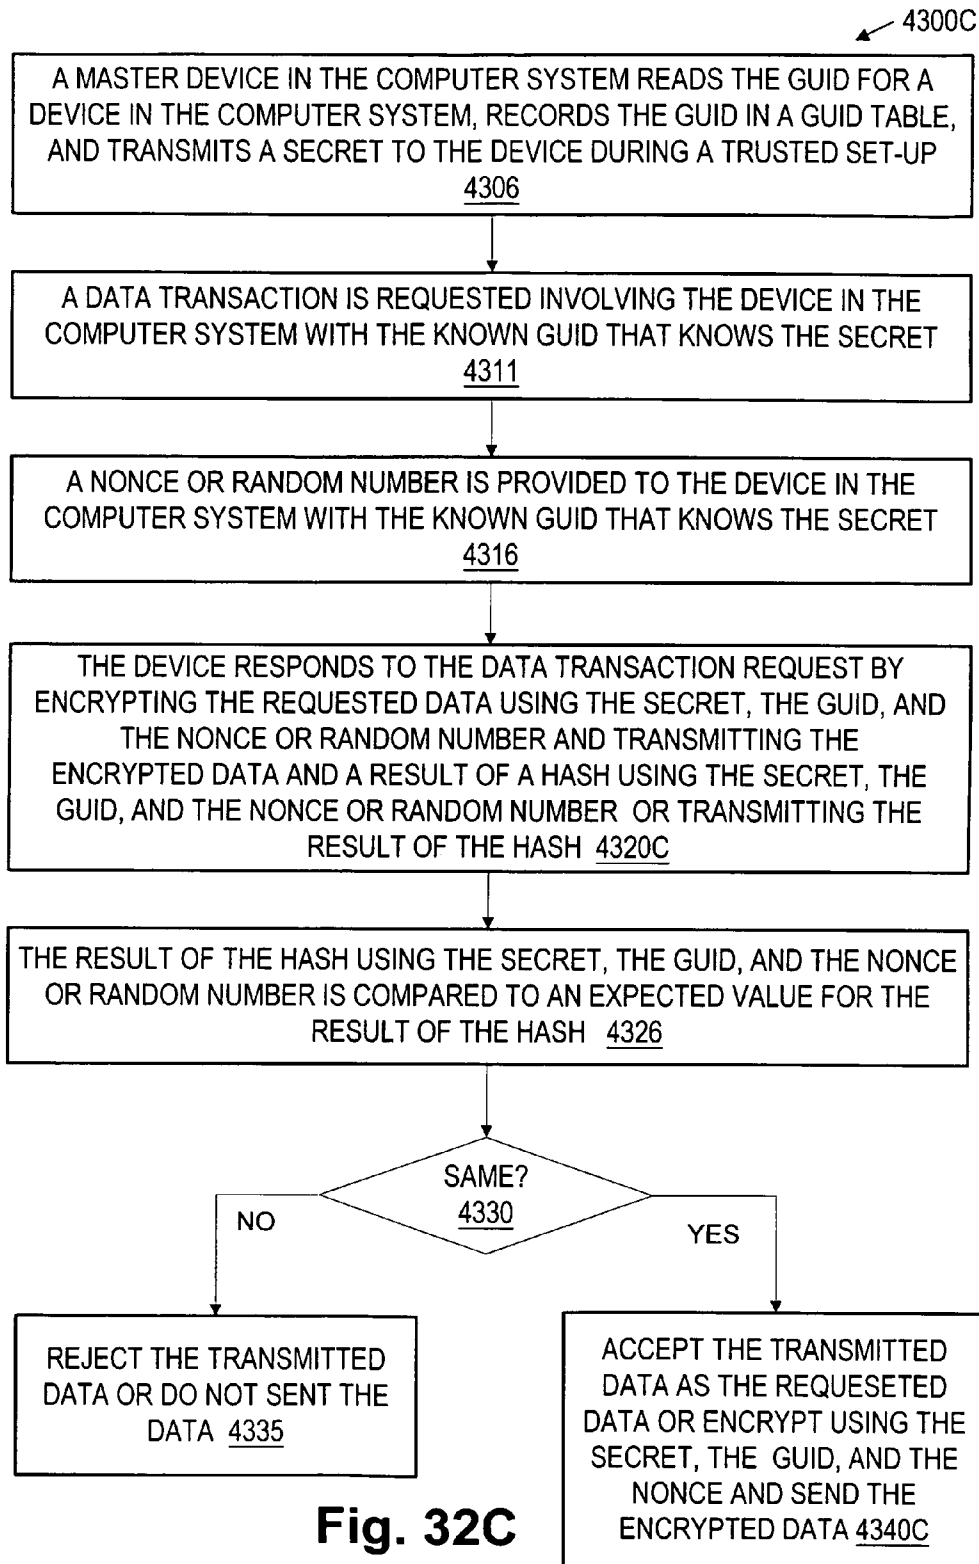 4300C
A MASTER DEVICE IN THE COMPUTER SYSTEM READS THE GUID FOR A
DEVICE IN THE COMPUTER SYSTEM, RECORDS THE GUID IN A GUID TABLE,
AND TRANSMITS A SECRET TO THE DEVICE DURING A TRUSTED SET-UP
4306
A DATA TRANSACTION IS REQUESTED INVOLVING THE DEVICE IN THE
COMPUTER SYSTEM WITH THE KNOWN GUID THAT KNOWS THE SECRET
4311
A NONCE OR RANDOM NUMBER IS PROVIDED TO THE DEVICE IN THE
COMPUTER SYSTEM WITH THE KNOWN GUID THAT KNOWS THE SECRET
4316
THE DEVICE RESPONDS TO THE DATA TRANSACTION REQUEST BY
ENCRYPTING THE REQUESTED DATA USING THE SECRET, THE GUID, AND
THE NONCE OR RANDOM NUMBER AND TRANSMITTING THE
ENCRYPTED DATA AND A RESULT OF A HASH USING THE SECRET, THE
GUID, AND THE NONCE OR RANDOM NUMBER OR TRANSMITTING THE
RESULT OF THE HASH 4320C
THE RESULT OF THE HASH USING THE SECRET, THE GUID, AND THE NONCE
OR RANDOM NUMBER IS COMPARED TO AN EXPECTED VALUE FOR THE
RESULT OF THE HASH 4326
SAME?
4330
NO
YES
REJECT THE TRANSMITTED
DATA OR DO NOT SENT THE
DATA 4335
ACCEPT THE TRANSMITTED
DATA AS THE REQUESETED
DATA OR ENCRYPT USING THE
SECRET, THE GUID, AND THE
NONCE AND SEND THE
ENCRYPTED DATA 4340C
Fig. 32C